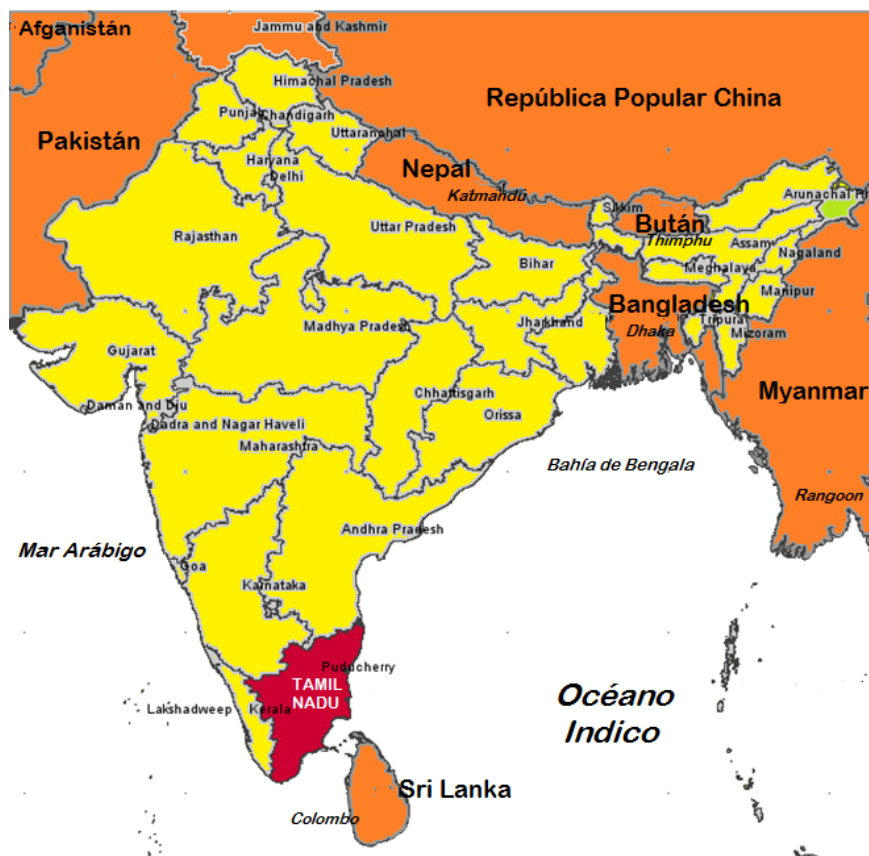 Jammu and Kashmir
Afganistán
Himachal Pradesh
República Popular China
Punjab
Chandigarh
Uttaranchal
Pakistán
Haryana
Delhi
Nepal
Katmandú
Arunachal Pr
Sikkim
Bután
Thimphu
Assam
Nagaland
Rajasthan
Uttar Pradesh
Bihar
Meghalaya
Manipur
Bangladesh
Dhaka
Tripura
Mizoram
Madhya Pradesh
Jharkhand
Gujarat
Myanmar
Chhattisgarh
Orissa
Daman and Diu
Dadra and Nagar Haveli
Maharashtra
Bahía de Bengala
Rangoon
Andhra Pradesh
Mar Arábigo
Goa
Karnataka
Puducherry
TAMIL
NADU
Lakshadweep
Kerala
Océano
Indico
Sri Lanka
Colombo